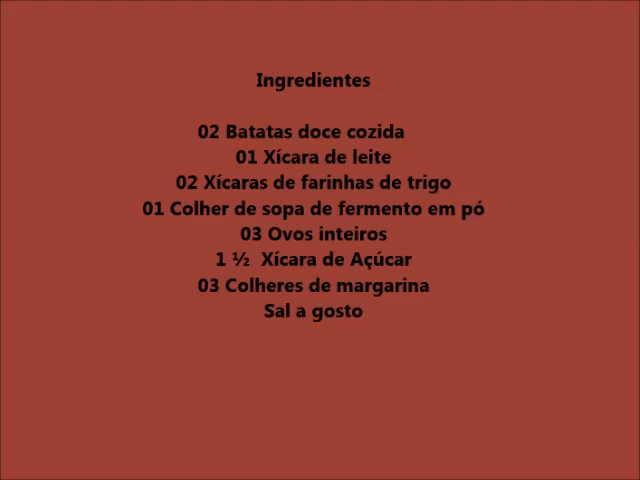 Ingredientes
02 Batatas doce cozida
01 Xícara de leite
02 Xícaras de farinhas de trigo
01 Colher de sopa de fermento em pó
03 Ovos inteiros
1 ½ Xícara de Açúcar
03 Colheres de margarina
Sal a gosto